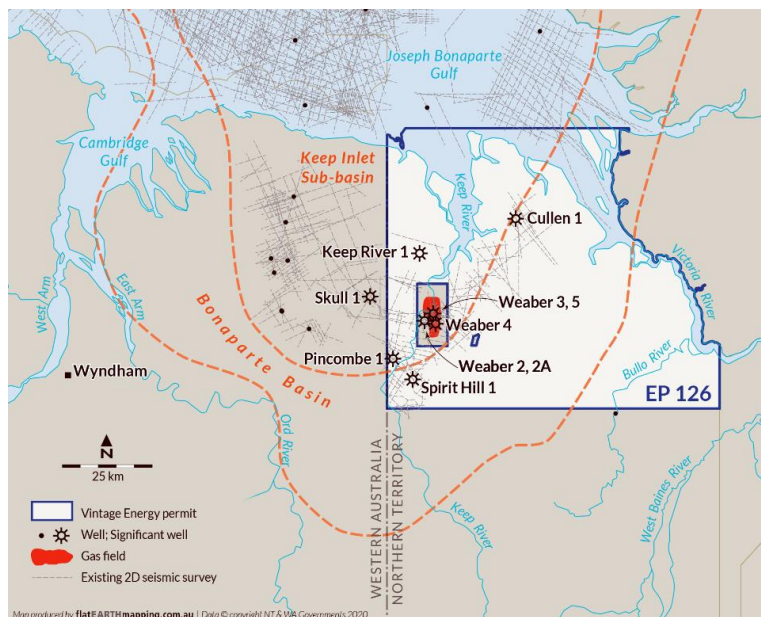 Joseph Bonaparte
Gulf
Cambridge
Gulf
Keep Inlet
Sub-basin
Keep River
Cullen 1
Keep River 1
Victoria River
West Arm
East Arm
Skull 1
Weaber 3, 5
Weaber 4
Bonaparte Basin
Pincombe 1
Weaber 2, 2A
Bullo River
Wyndham
Spirit Hill 1
EP 126
Ord River
N
25 km
WESTERN AUSTRALIA
NORTHERN TERRITORY
Keep River
West Baines River
Vintage Energy permit
Well; Significant well
Gas field
Existing 2D seismic survey
Map produced by flatEARTHmapping.com.au | Data © copyright NT & WA Governments 2020